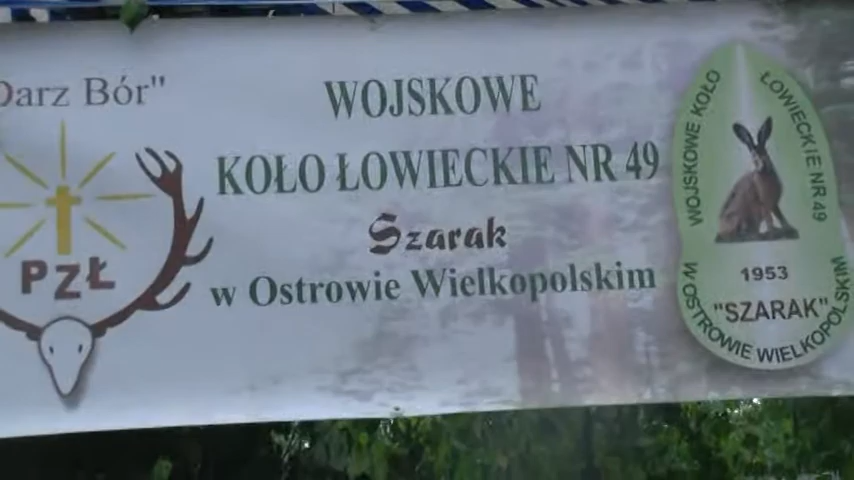 Darz Bór"
PZŁ
WOJSKOWE
KOŁO ŁOWIECKIE NR 49
Szarak
w Ostrowie Wielkopolskim
WOJSKOWE KOŁO
ŁOWIECKIE NR 49
1953
"SZARAK"
W OSTROWIE WIELKOPOLSKIM